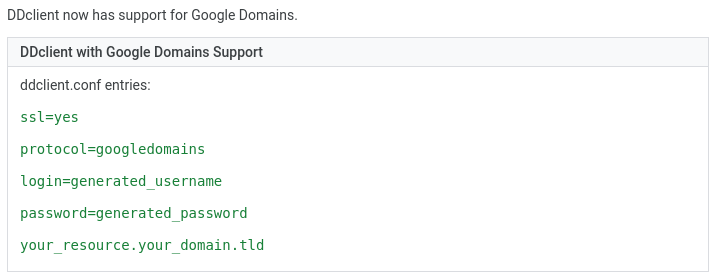 DDclient now has support for Google Domains.
DDclient with Google Domains Support
ddclient.conf entries:
ssl=yes
protocol=googledomains
login=generated_username
password=generated_password
your_resource.your_domain.tld